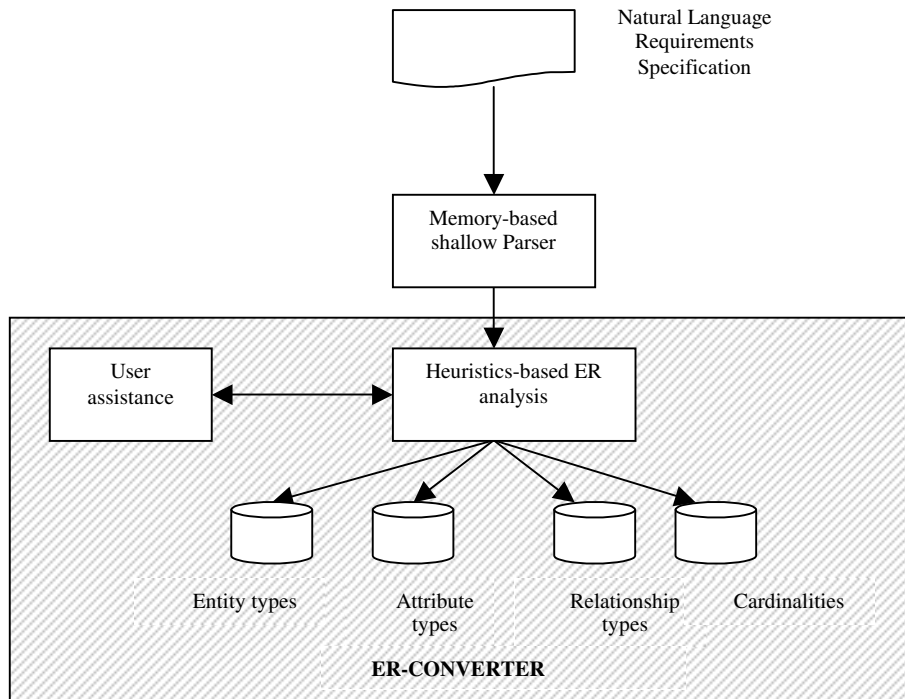 Natural Language
Requirements
Specification
Memory-based
shallow Parser
User
assistance
Heuristics-based ER
analysis
Entity types
Attribute
types
Relationship
types
Cardinalities
ER-CONVERTER